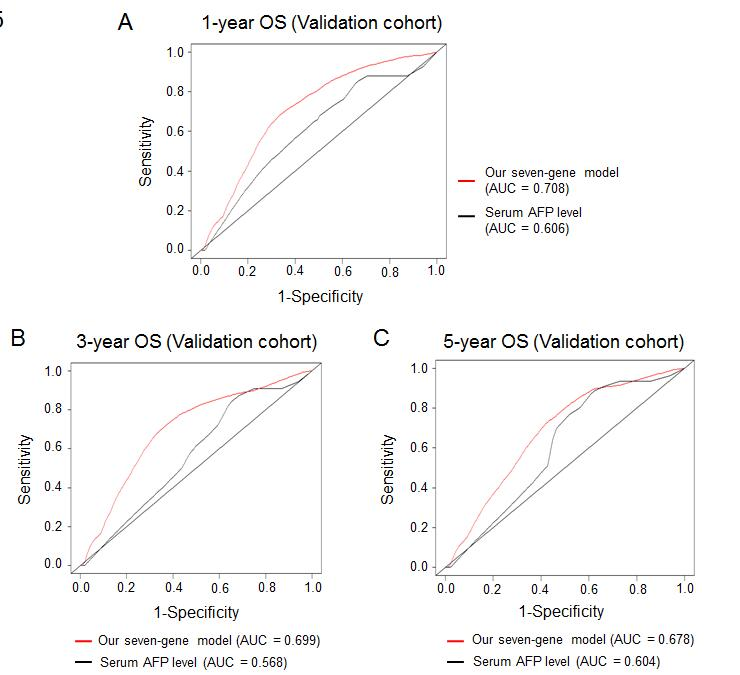 5
A
1-year OS (Validation cohort)
1.0
0.8
0.6
0.4
0.2
0.0
Sensitivity
0.0 0.2 0.4 0.6 0.8 1.0
1-Specificity
Our seven-gene model
(AUC = 0.708)
Serum AFP level
(AUC = 0.606)
B
3-year OS (Validation cohort)
1.0
0.8
0.6
0.4
0.2
0.0
Sensitivity
0.0 0.2 0.4 0.6 0.8 1.0
1-Specificity
Our seven-gene model (AUC = 0.699)
Serum AFP level (AUC = 0.568)
C
5-year OS (Validation cohort)
1.0
0.8
0.6
0.4
0.2
0.0
Sensitivity
0.0 0.2 0.4 0.6 0.8 1.0
1-Specificity
Our seven-gene model (AUC = 0.678)
Serum AFP level (AUC = 0.604)